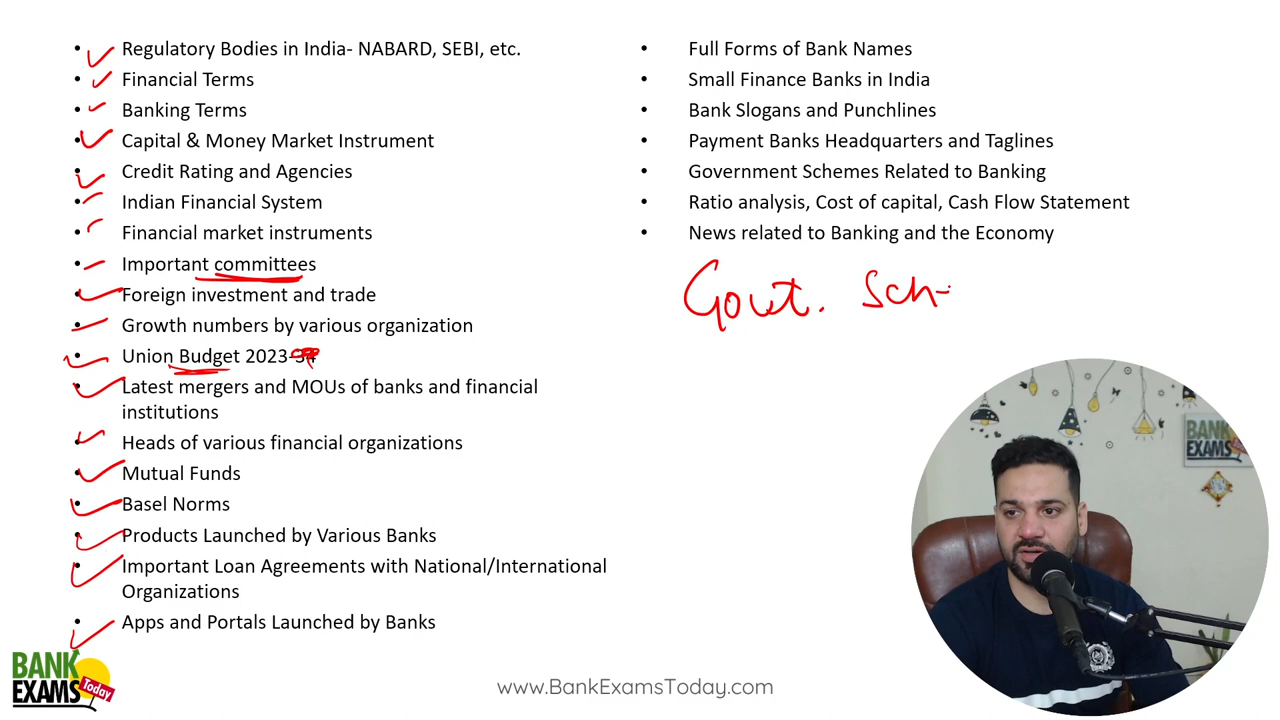 • Regulatory Bodies in India- NABARD, SEBI, etc.
• Financial Terms
• Banking Terms
• Capital & Money Market Instrument
• Credit Rating and Agencies
• Indian Financial System
• Financial market instruments
• Important committees
• Foreign investment and trade
• Growth numbers by various organization
• Union Budget 2023-
• Latest mergers and MOUs of banks and financial
institutions
• Heads of various financial organizations
• Mutual Funds
• Basel Norms
• Products Launched by Various Banks
• Important Loan Agreements with National/International
Organizations
• Apps and Portals Launched by Banks
• Full Forms of Bank Names
• Small Finance Banks in India
• Bank Slogans and Punchlines
• Payment Banks Headquarters and Taglines
• Government Schemes Related to Banking
• Ratio analysis, Cost of capital, Cash Flow Statement
• News related to Banking and the Economy
Govt. Sch-
BANK
EXAMS
BANK
EXAMS
Today
www.BankExamsToday.com